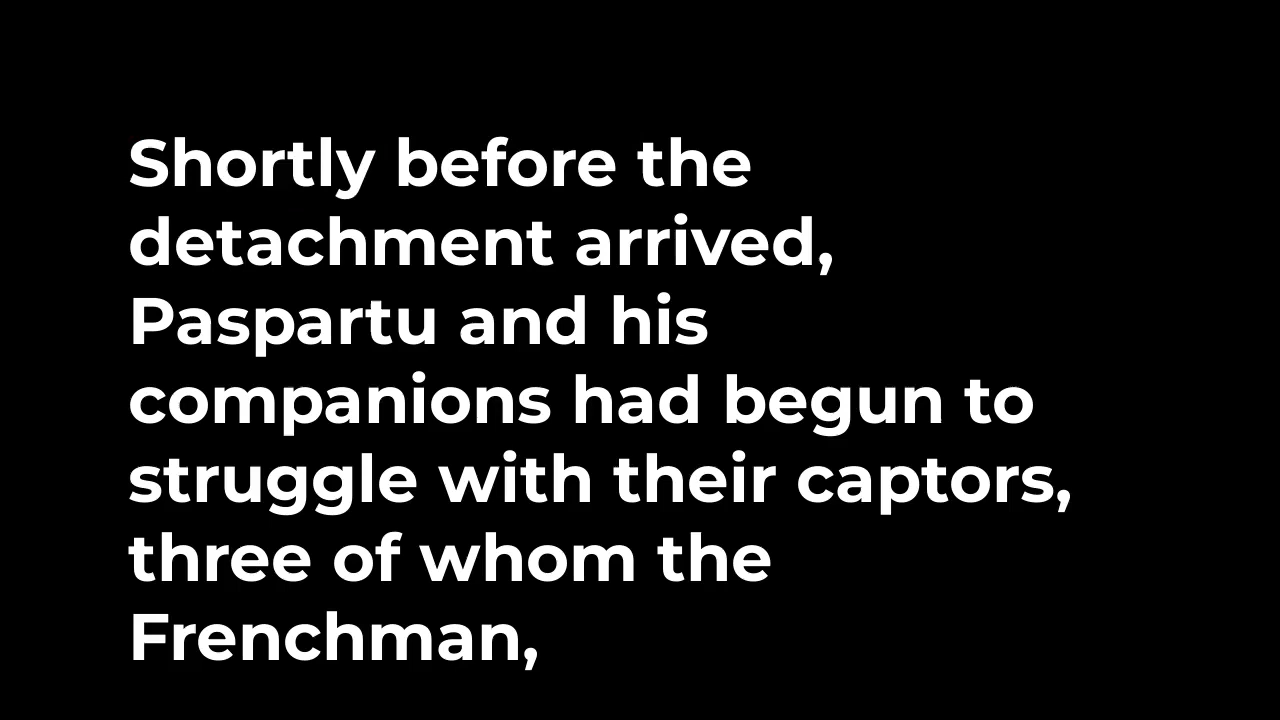 Shortly before the
detachment arrived,
Paspartu and his
companions had begun to
struggle with their captors,
three of whom the
Frenchman,